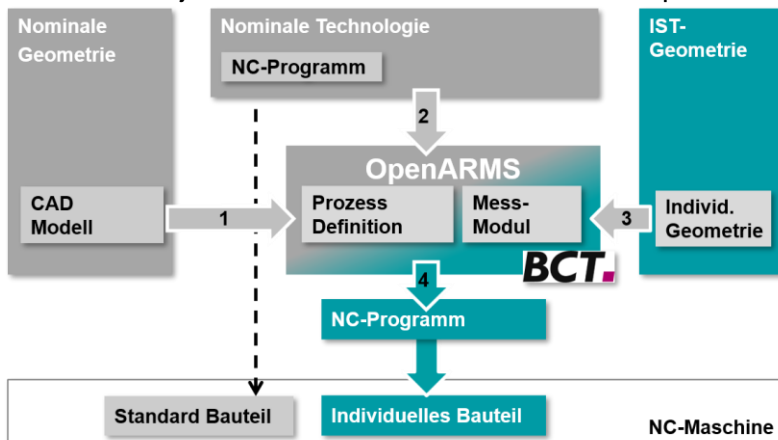 Nominale
Geometrie
Nominale Technologie
NC-Programm
IST-
Geometrie
2
OpenARMS
CAD
Modell
1
Prozess
Definition
Mess-
Modul
3
Individ.
Geometrie
BCT
4
NC-Programm
Standard Bauteil
Individuelles Bauteil
NC-Maschine